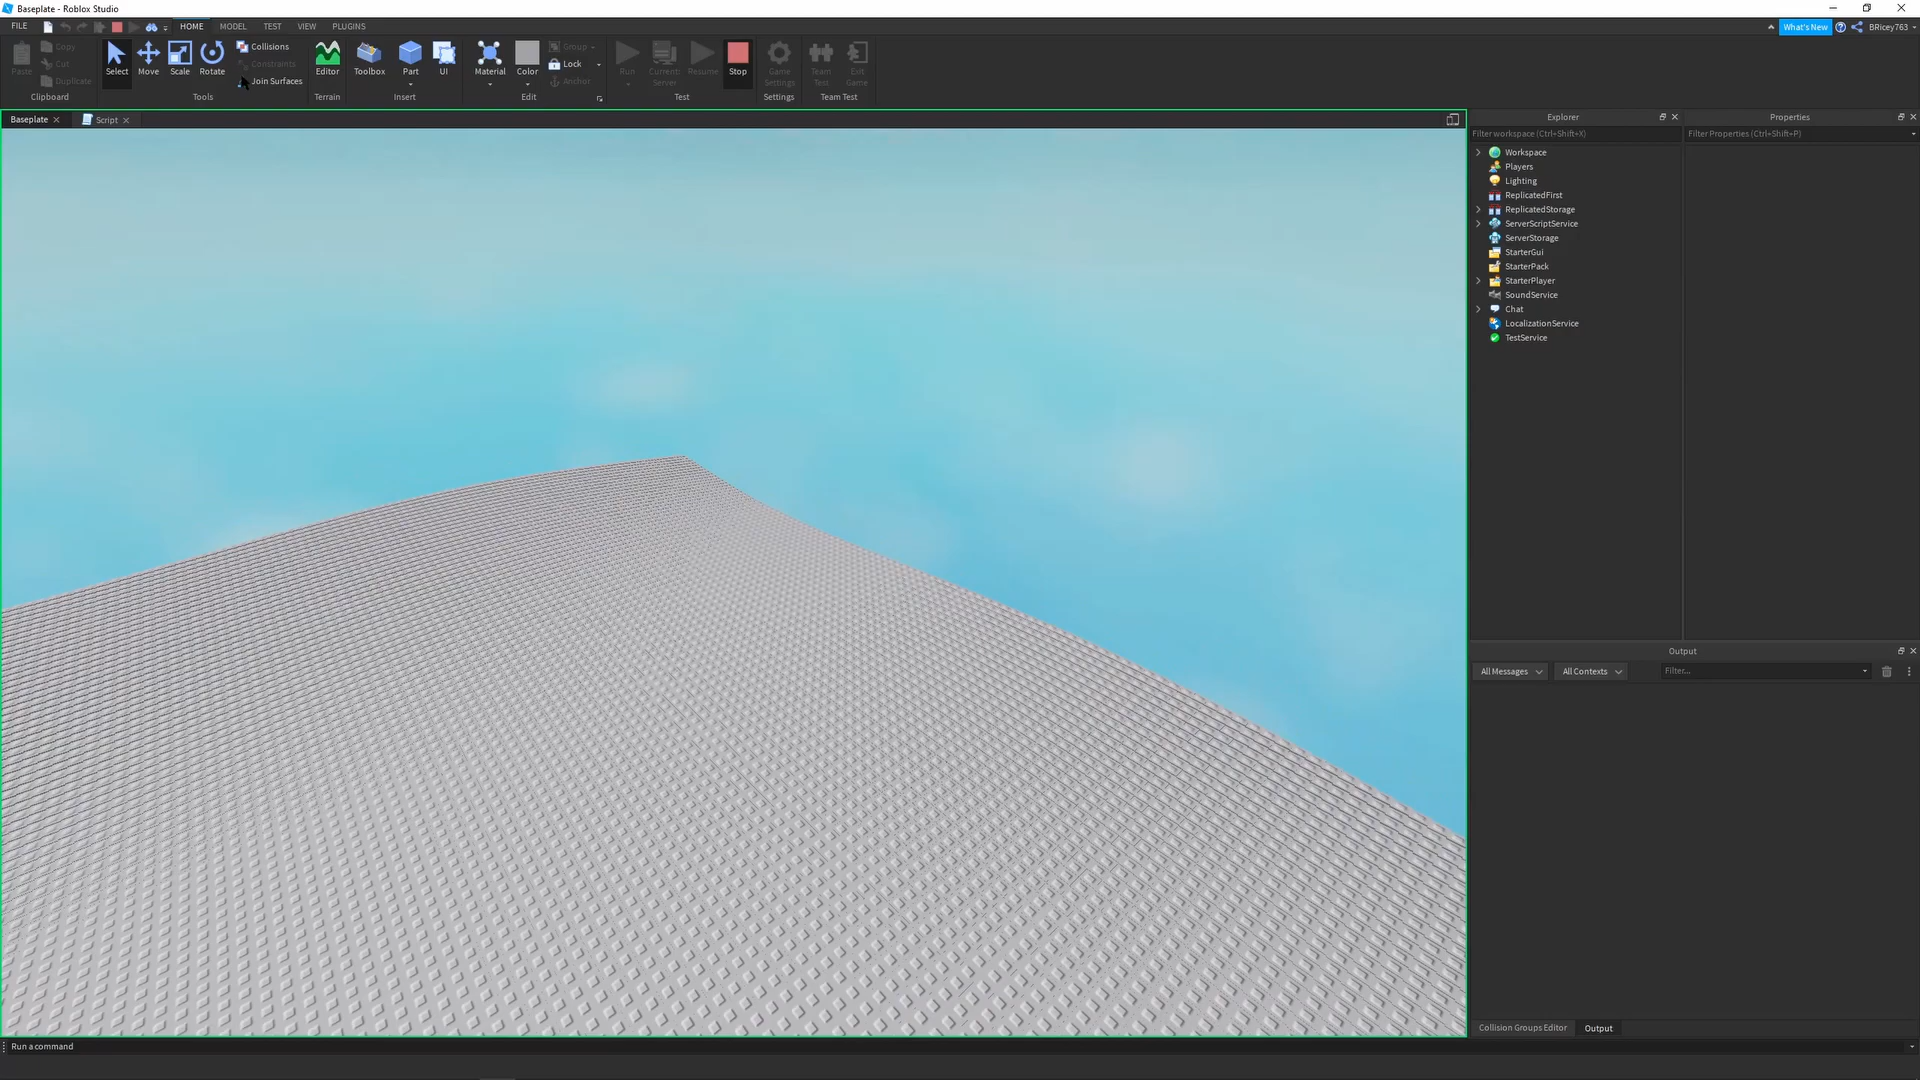 Baseplate - Roblox Studio
FILE
HOME
MODEL
TEST
VIEW
PLUGINS
What's New
BRicey763
Paste
Copy
Cut
Duplicate
Clipboard
Select
Move
Scale
Rotate
Collisions
Constraints
Join Surfaces
Tools
Editor
Terrain
Toolbox
Part
UI
Insert
Material
Color
Group
Lock
Anchor
Edit
Run
Current:
Server
Resume
Stop
Test
Game
Settings
Settings
Team
Test
Exit
Game
Team Test
Baseplate
Script
Explorer
Filter workspace (Ctrl+Shift+X)
Workspace
Players
Lighting
ReplicatedFirst
ReplicatedStorage
ServerScriptService
ServerStorage
StarterGui
StarterPack
StarterPlayer
SoundService
Chat
LocalizationService
TestService
Properties
Filter Properties (Ctrl+Shift+P)
Output
All Messages
All Contexts
Filter...
Collision Groups Editor
Output
Run a command